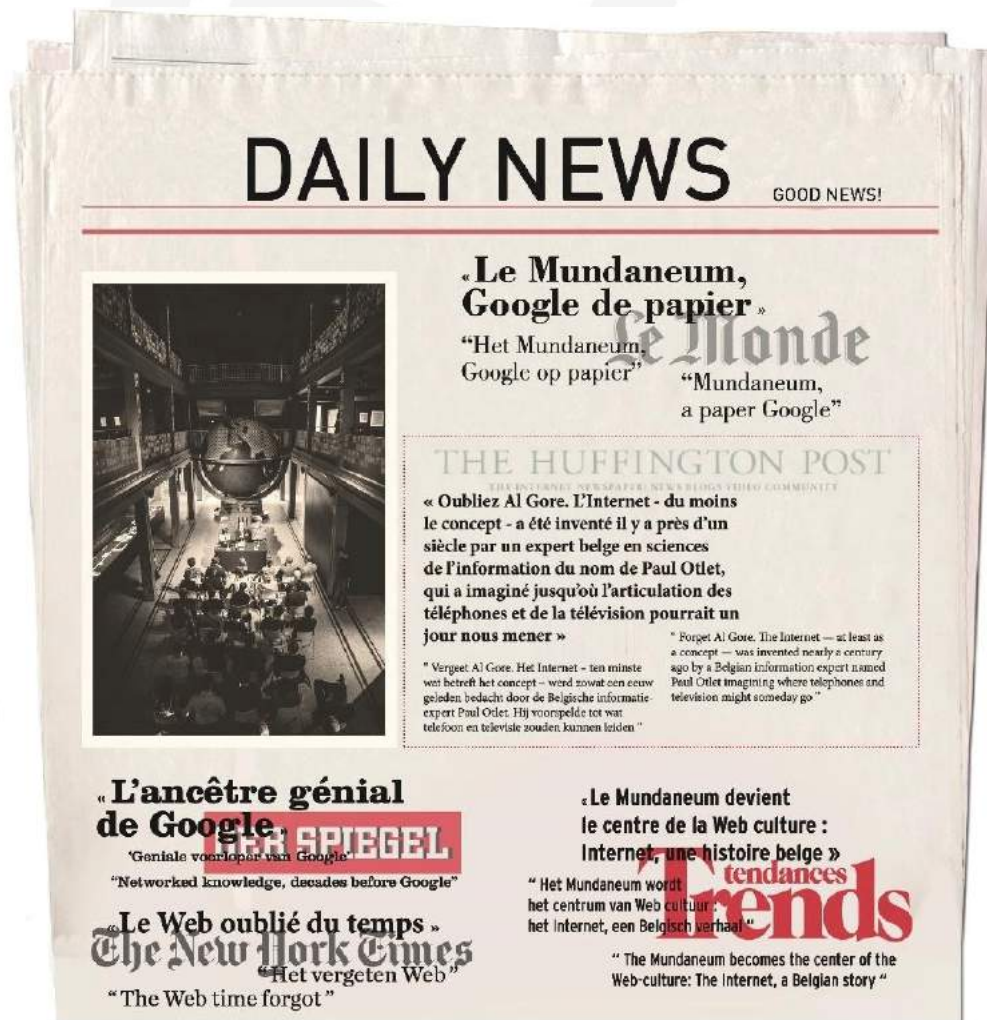 DAILY NEWS
GOOD NEWS!
« Le Mundaneum,
Google de papier »
Le Monde
“Het Mundaneum,
Google op papier”
“Mundaneum,
a paper Google”
THE HUFFINGTON POST
THE INTERNET NEWSPAPER: NEWS BLOGS VIDEO COMMUNITY
« Oubliez Al Gore. L’Internet - du moins
le concept - a été inventé il y a près d’un
siècle par un expert belge en sciences
de l’information du nom de Paul Otlet,
qui a imaginé jusqu’où l’articulation des
téléphones et de la télévision pourrait un
jour nous mener »
" Vergeet Al Gore. Het Internet – ten minste
wat betreft het concept – werd zowat een eeuw
geleden bedacht door de Belgische informatie-
expert Paul Otlet. Hij voorspelde tot wat
telefoon en televisie zouden kunnen leiden "
" Forget Al Gore. The Internet — at least as
a concept — was invented nearly a century
ago by a Belgian information expert named
Paul Otlet imagining where telephones and
television might someday go "
« L’ancêtre génial
de Google »
DER SPIEGEL
‘Geniale voorloper van Google’
“Networked knowledge, decades before Google”
« Le Web oublié du temps »
The New York Times
“Het vergeten Web”
“The Web time forgot”
« Le Mundaneum devient
le centre de la Web culture :
Internet, une histoire belge »
tendances
Trends
“ Het Mundaneum wordt
het centrum van Web cultuur :
het Internet, een Belgisch verhaal “
“ The Mundaneum becomes the center of the
Web-culture: The Internet, a Belgian story “